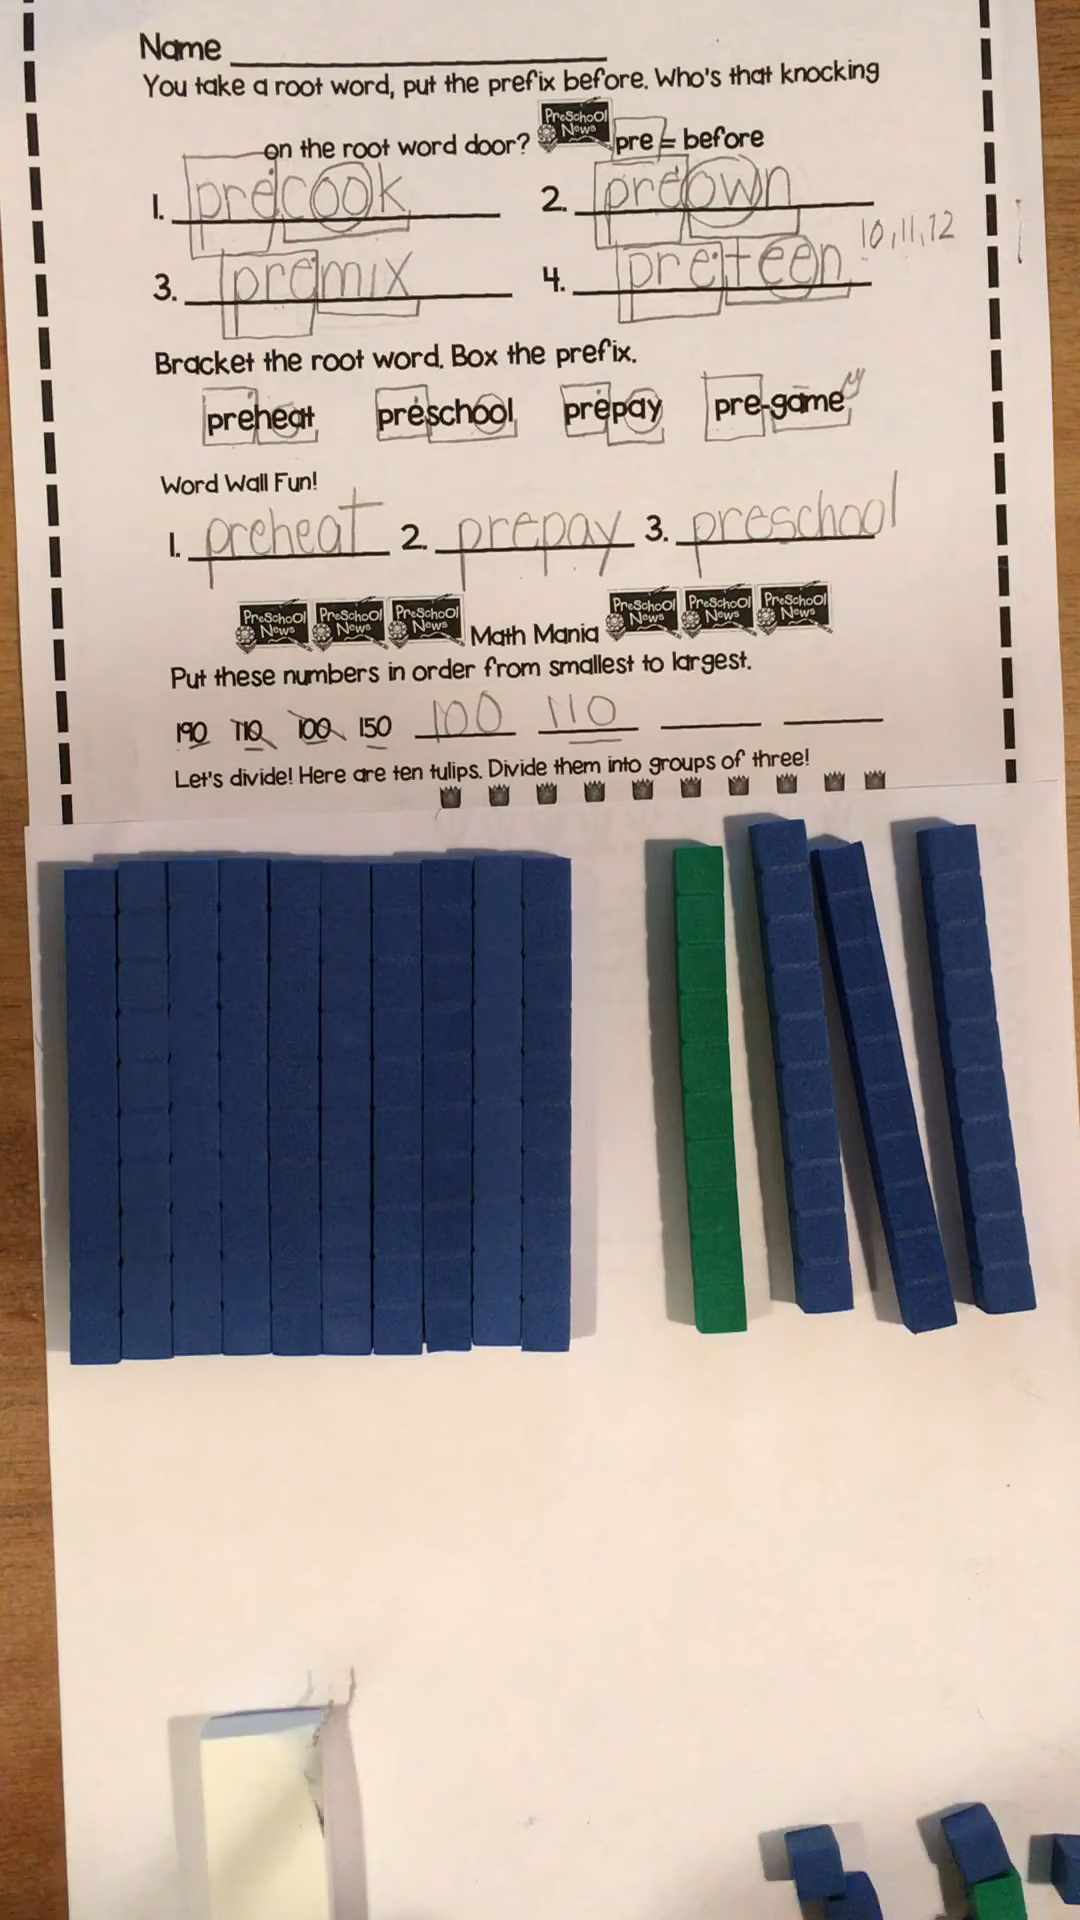 Name
You take a root word, put the prefix before. Who's that knocking
on the root word door? PreSchool News pre = before
1. precook 2. preown
10, 11, 12
3. premix 4. preteen
Bracket the root word. Box the prefix.
preheat preschool prepay pre-game
Word Wall Fun!
1. preheat 2. prepay 3. preschool
PreSchool News PreSchool News PreSchool News Math Mania PreSchool News PreSchool News PreSchool News
Put these numbers in order from smallest to largest.
190 110 100 150 100 110
Let's divide! Here are ten tulips. Divide them into groups of three!